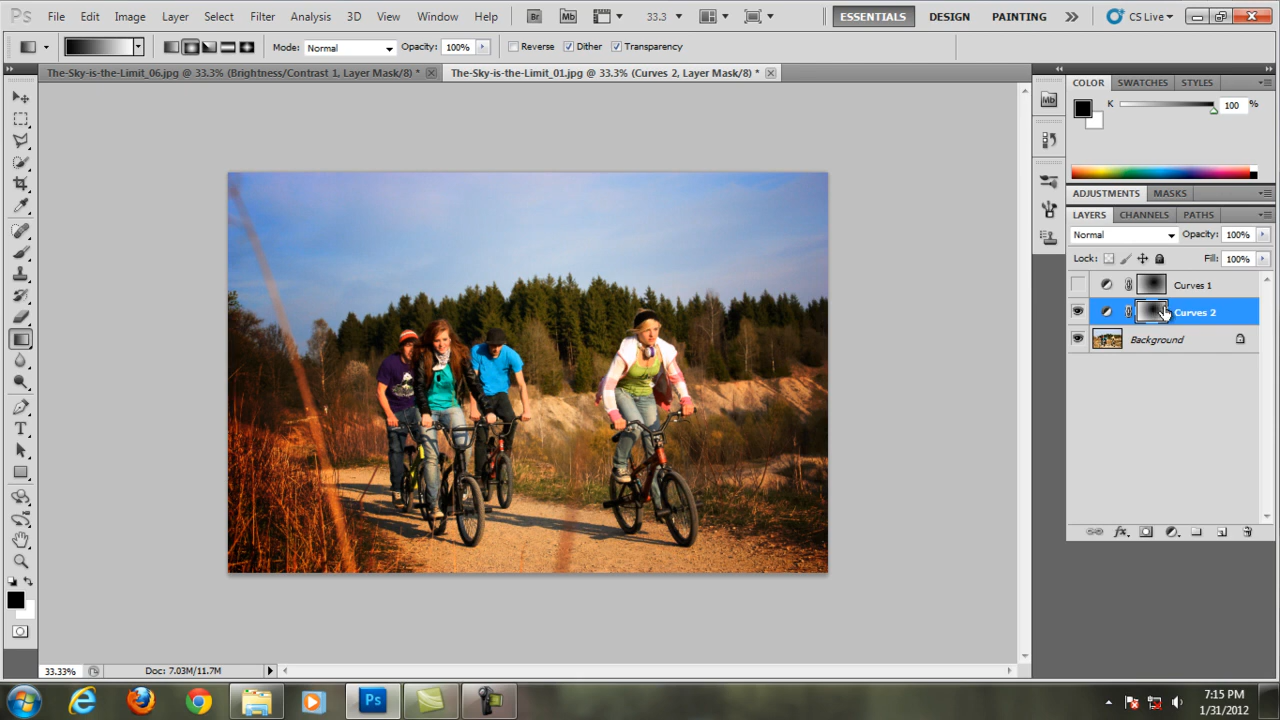 Ps File Edit Image Layer Select Filter Analysis 3D View Window Help Br Mb 33.3 ESSENTIALS DESIGN PAINTING CS Live
Mode: Normal Opacity: 100% Reverse Dither Transparency
The-Sky-is-the-Limit_06.jpg @ 33.3% (Brightness/Contrast 1, Layer Mask/8) * The-Sky-is-the-Limit_01.jpg @ 33.3% (Curves 2, Layer Mask/8) *
COLOR SWATCHES STYLES
Mb
K 100 %
ADJUSTMENTS MASKS
LAYERS CHANNELS PATHS
Normal Opacity: 100%
Lock: Fill: 100%
Curves 1
Curves 2
Background
T
fx
33.33% Doc: 7.03M/11.7M
Ps
7:15 PM
1/31/2012